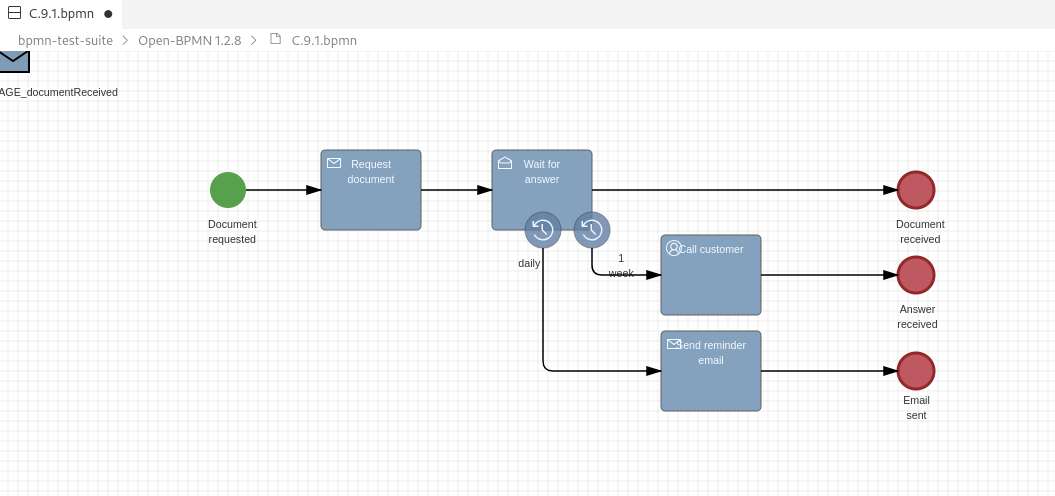 C.9.1.bpmn
bpmn-test-suite > Open-BPMN 1.2.8 > C.9.1.bpmn
AGE_documentReceived
Request
document
Wait for
answer
Document
requested
Document
received
daily
1
week
Call customer
Answer
received
Send reminder
email
Email
sent